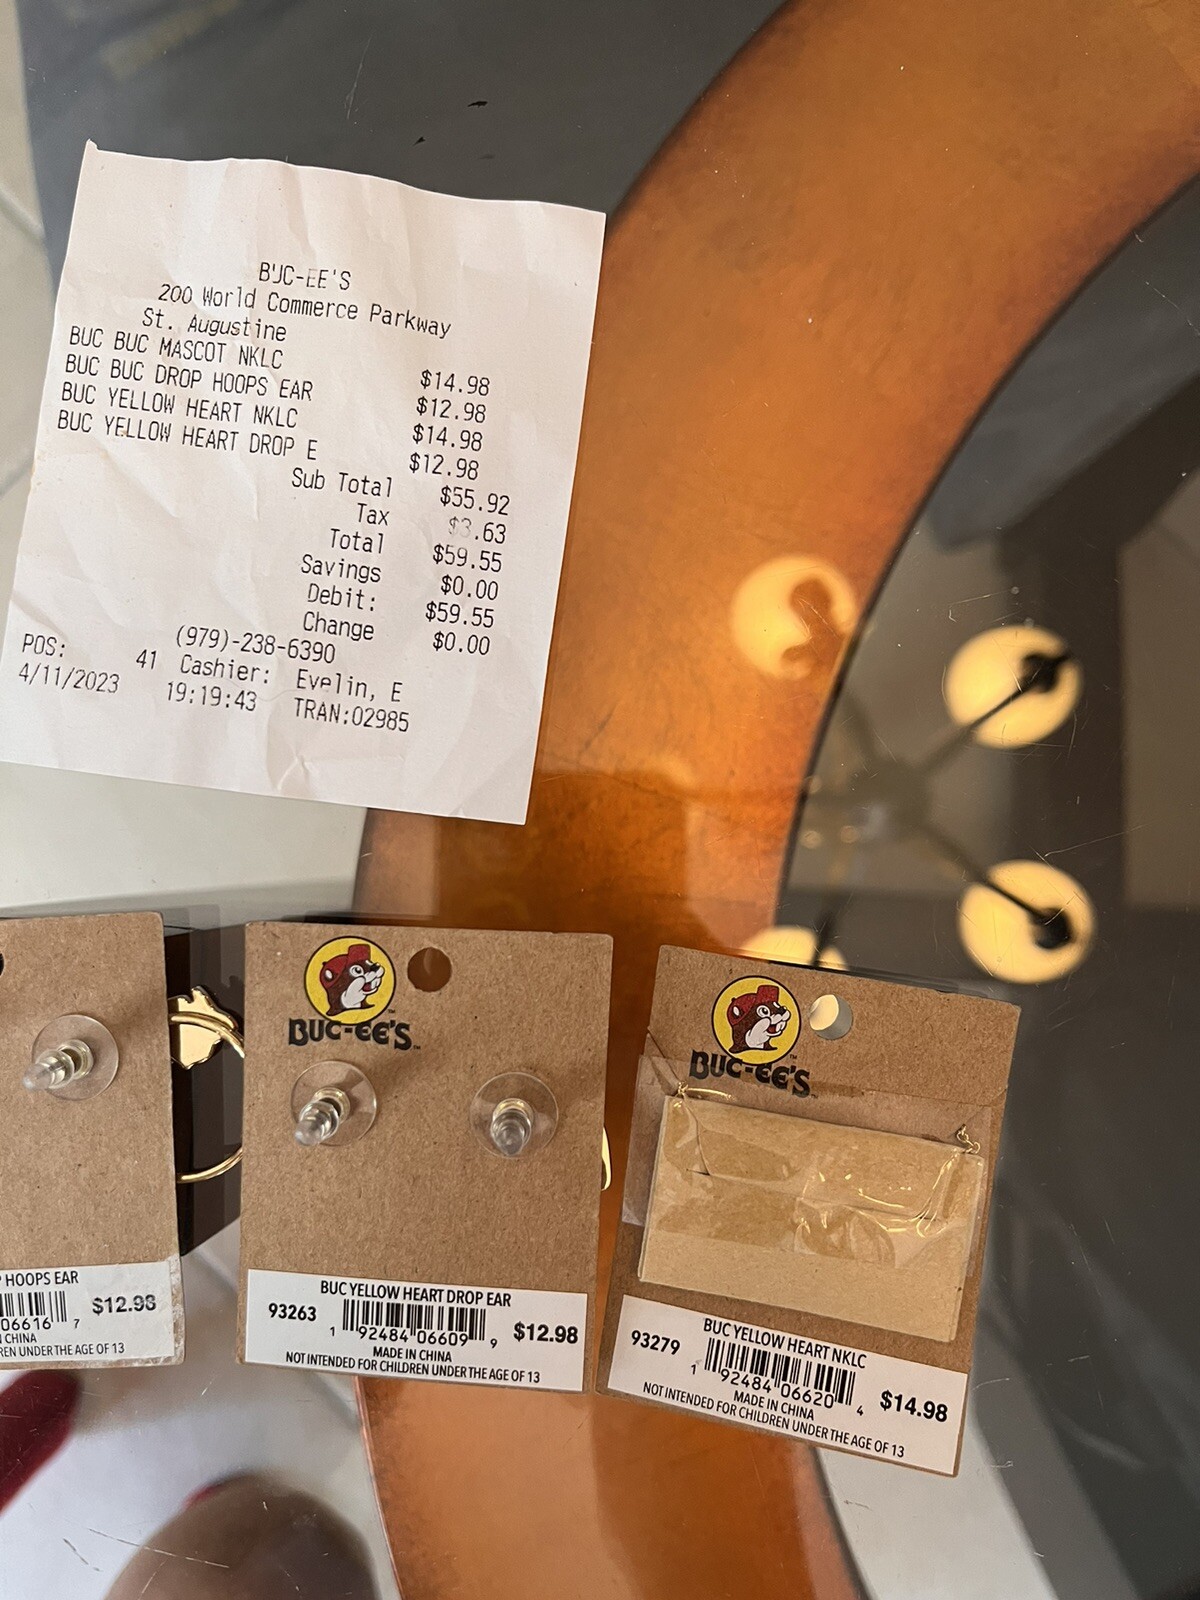 BUC-EE'S
200 World Commerce Parkway
St. Augustine
BUC BUC MASCOT NKLC $14.98
BUC BUC DROP HOOPS EAR $12.98
BUC YELLOW HEART NKLC $14.98
BUC YELLOW HEART DROP E $12.98
Sub Total $55.92
Tax $3.63
Total $59.55
Savings $0.00
Debit: $59.55
Change $0.00
(979)-238-6390
POS: 41 Cashier: Evelin, E
4/11/2023 19:19:43 TRAN:02985
HOOPS EAR
06616 7 $12.98
CHINA
UNDER THE AGE OF 13
BUC-EE'S™
BUC YELLOW HEART DROP EAR
93263 1 92484 06609 9 $12.98
MADE IN CHINA
NOT INTENDED FOR CHILDREN UNDER THE AGE OF 13
BUC-EE'S™
BUC YELLOW HEART NKLC
93279 1 92484 06620 4 $14.98
MADE IN CHINA
NOT INTENDED FOR CHILDREN UNDER THE AGE OF 13